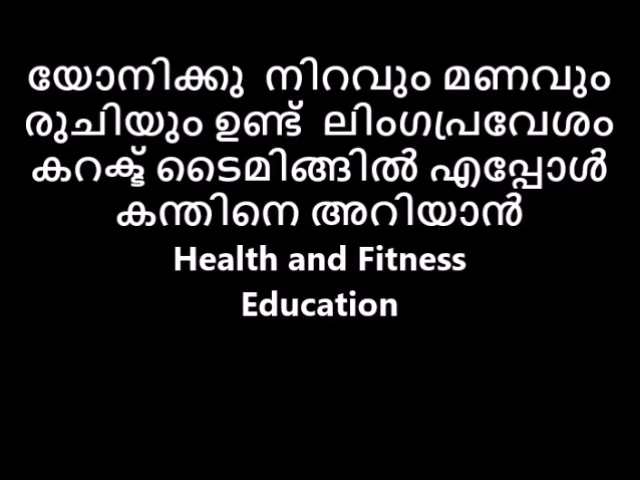 യോനിക്കു നിറവും മണവും
രുചിയും ഉണ്ട് ലിംഗപ്രവേശം
കറക്ട് ടൈമിങ്ങിൽ എപ്പോൾ
കന്തിനെ അറിയാൻ
Health and Fitness
Education